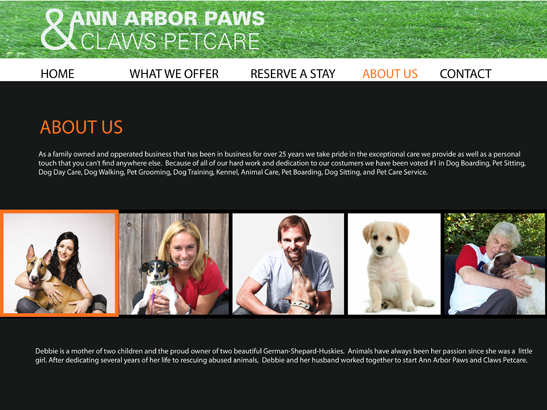 ANN ARBOR PAWS
& CLAWS PETCARE
HOME WHAT WE OFFER RESERVE A STAY ABOUT US CONTACT
ABOUT US
As a family owned and opperated business that has been in business for over 25 years we take pride in the exceptional care we provide as well as a personal
touch that you can't find anywhere else. Because of all of our hard work and dedication to our costumers we have been voted #1 in Dog Boarding, Pet Sitting,
Dog Day Care, Dog Walking, Pet Grooming, Dog Training, Kennel, Animal Care, Pet Boarding, Dog Sitting, and Pet Care Service.
Debbie is a mother of two children and the proud owner of two beautiful German-Shepard-Huskies. Animals have always been her passion since she was a little
girl. After dedicating several years of her life to rescuing abused animals, Debbie and her husband worked together to start Ann Arbor Paws and Claws Petcare.